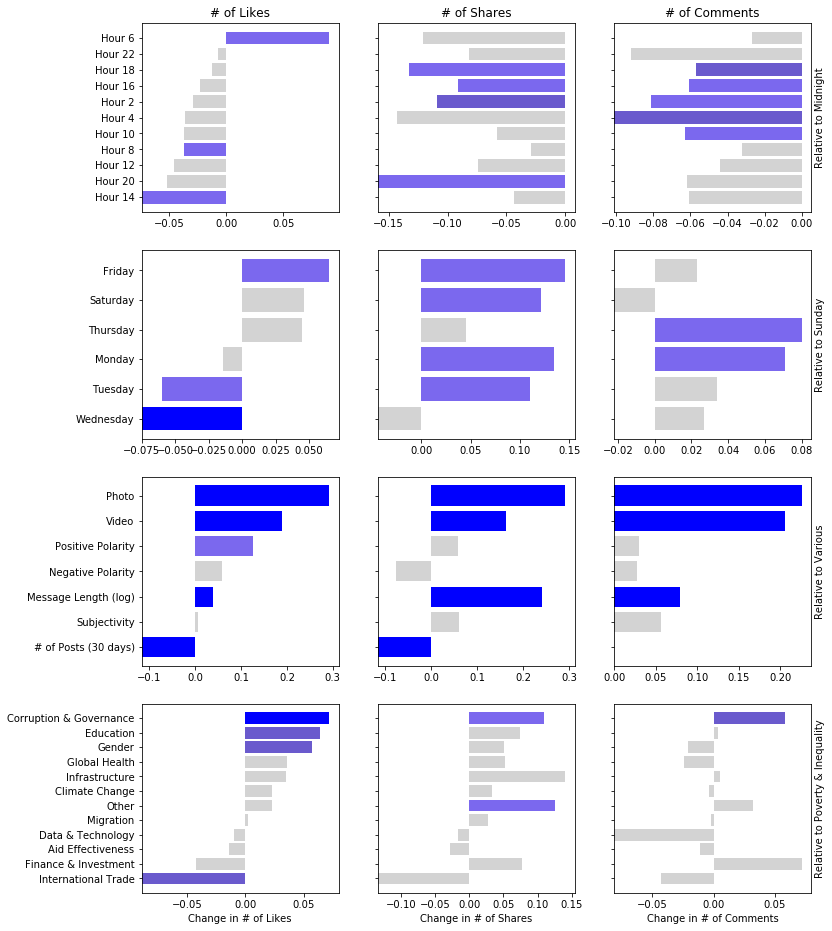 # of Likes
# of Shares
# of Comments
Hour 6
Hour 22
Hour 18
Hour 16
Hour 2
Hour 4
Hour 10
Hour 8
Hour 12
Hour 20
Hour 14
−0.05 0.00 0.05
−0.15 −0.10 −0.05 0.00
−0.10 −0.08 −0.06 −0.04 −0.02 0.00
Relative to Midnight
Friday
Saturday
Thursday
Monday
Tuesday
Wednesday
−0.075 −0.050 −0.025 0.000 0.025 0.050
0.00 0.05 0.10 0.15
−0.02 0.00 0.02 0.04 0.06 0.08
Relative to Sunday
Photo
Video
Positive Polarity
Negative Polarity
Message Length (log)
Subjectivity
# of Posts (30 days)
−0.1 0.0 0.1 0.2 0.3
−0.1 0.0 0.1 0.2 0.3
0.00 0.05 0.10 0.15 0.20
Relative to Various
Corruption & Governance
Education
Gender
Global Health
Infrastructure
Climate Change
Other
Migration
Data & Technology
Aid Effectiveness
Finance & Investment
International Trade
−0.05 0.00 0.05
−0.10 −0.05 0.00 0.05 0.10 0.15
−0.05 0.00 0.05
Relative to Poverty & Inequality
Change in # of Likes
Change in # of Shares
Change in # of Comments